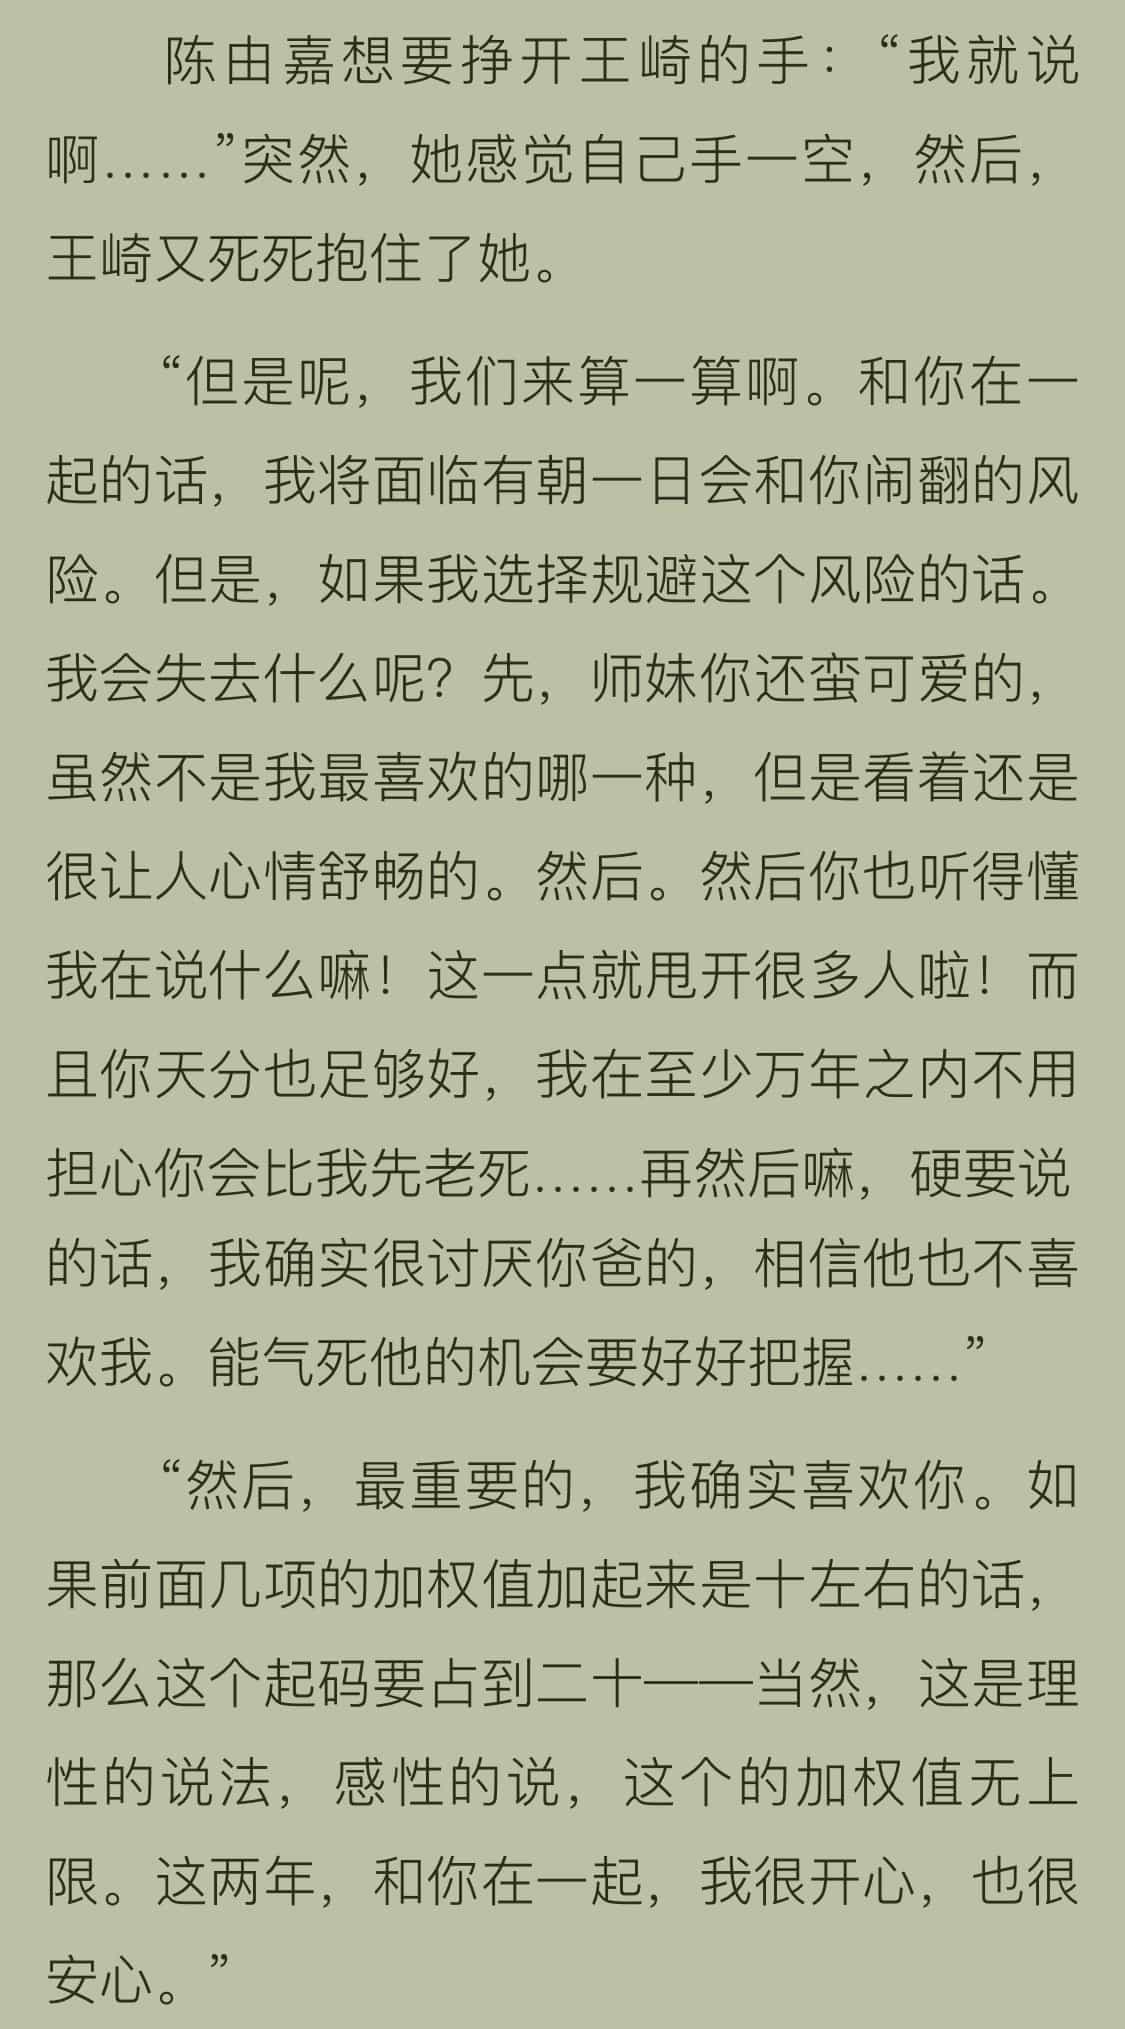 陈由嘉想要挣开王崎的手：“我就说
啊……”突然，她感觉自己手一空，然后，
王崎又死死抱住了她。
“但是呢，我们来算一算啊。和你在一
起的话，我将面临有朝一日会和你闹翻的风
险。但是，如果我选择规避这个风险的话。
我会失去什么呢？先，师妹你还蛮可爱的，
虽然不是我最喜欢的哪一种，但是看着还是
很让人心情舒畅的。然后。然后你也听得懂
我在说什么嘛！这一点就甩开很多人啦！而
且你天分也足够好，我在至少万年之内不用
担心你会比我先老死……再然后嘛，硬要说
的话，我确实很讨厌你爸的，相信他也不喜
欢我。能气死他的机会要好好把握……”
“然后，最重要的，我确实喜欢你。如
果前面几项的加权值加起来是十左右的话，
那么这个起码要占到二十——当然，这是理
性的说法，感性的说，这个的加权值无上
限。这两年，和你在一起，我很开心，也很
安心。”